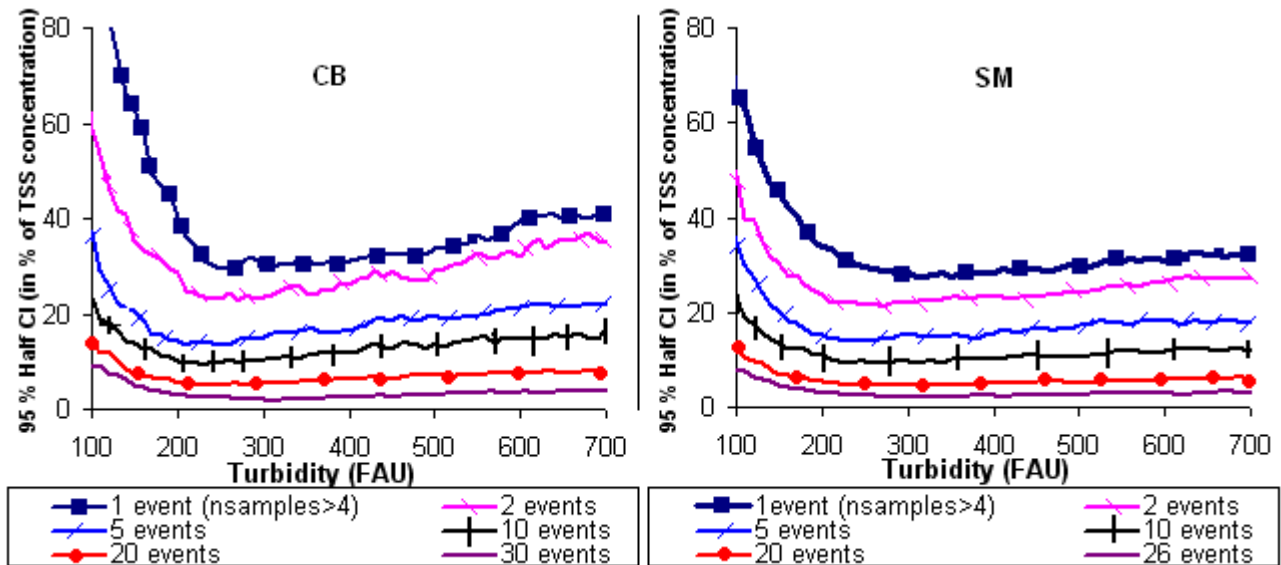 95 % Half CI (in % of TSS concentration)
80
60
40
20
0
CB
100 200 300 400 500 600 700
Turbidity (FAU)
1 event (nsamples>4)
2 events
5 events
10 events
20 events
30 events
95 % Half CI (in % of TSS concentration)
80
60
40
20
0
SM
100 200 300 400 500 600 700
Turbidity (FAU)
1event (nsamples>4)
2 events
5 events
10 events
20 events
26 events